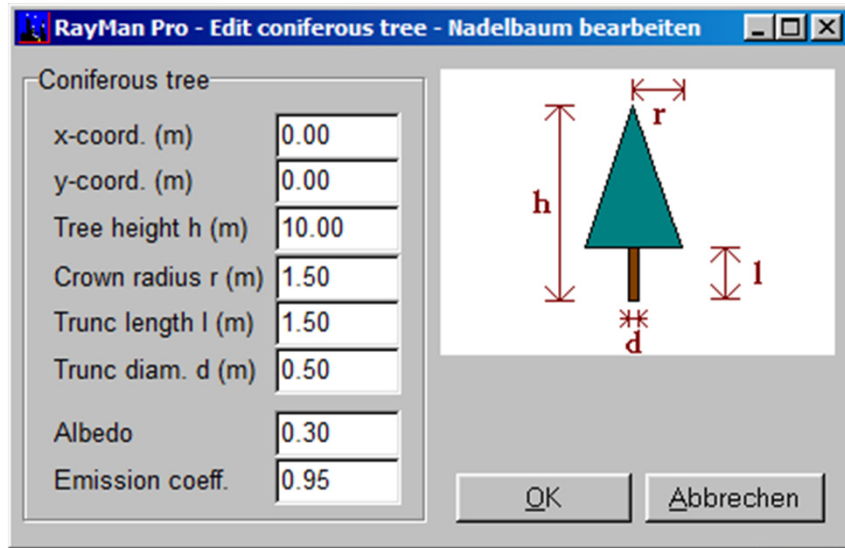 RayMan Pro - Edit coniferous tree - Nadelbaum bearbeiten
Coniferous tree
x-coord. (m) 0.00
y-coord. (m) 0.00
Tree height h (m) 10.00
Crown radius r (m) 1.50
Trunc length l (m) 1.50
Trunc diam. d (m) 0.50
Albedo 0.30
Emission coeff. 0.95
r
h
l
d
OK
Abbrechen